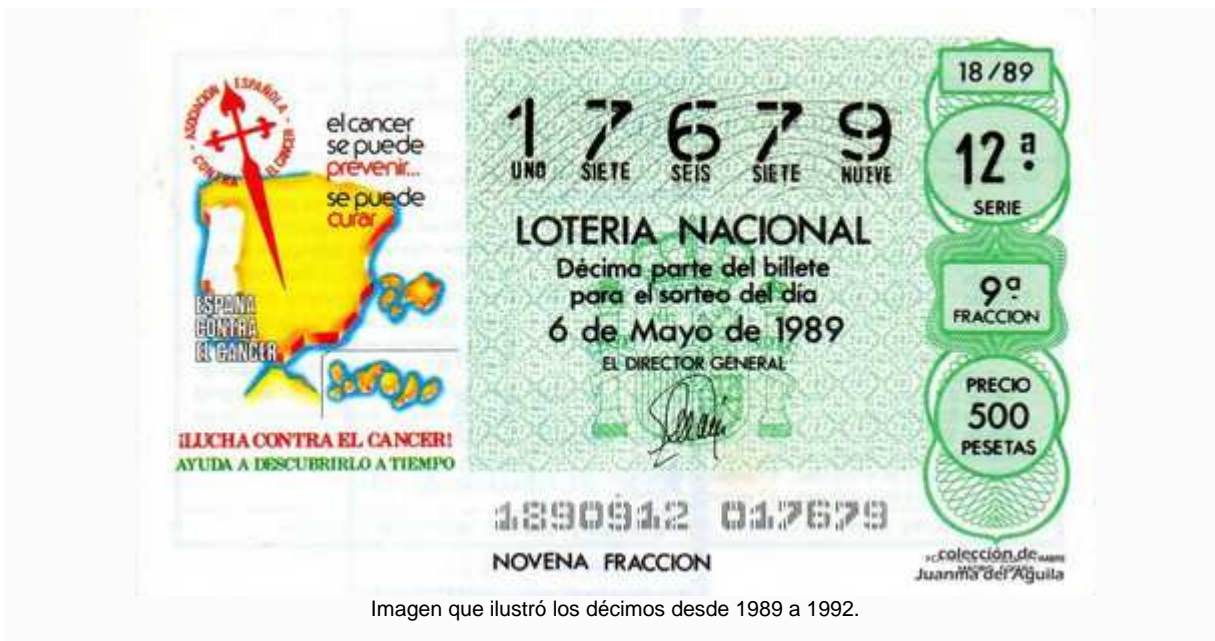 ASOCIACION ESPAÑOLA
CONTRA EL CANCER
el cancer
se puede
prevenir...
se puede
curar
ESPAÑA
CONTRA
EL CANCER
¡LUCHA CONTRA EL CANCER!
AYUDA A DESCUBRIRLO A TIEMPO
1 7 6 7 9
UNO SIETE SEIS SIETE NUEVE
LOTERIA NACIONAL
Décima parte del billete
para el sorteo del día
6 de Mayo de 1989
EL DIRECTOR GENERAL
1890912 017679
NOVENA FRACCION
18/89
12ª
SERIE
9ª
FRACCION
PRECIO
500
PESETAS
colección de
Juanma del Aguila
Imagen que ilustró los décimos desde 1989 a 1992.